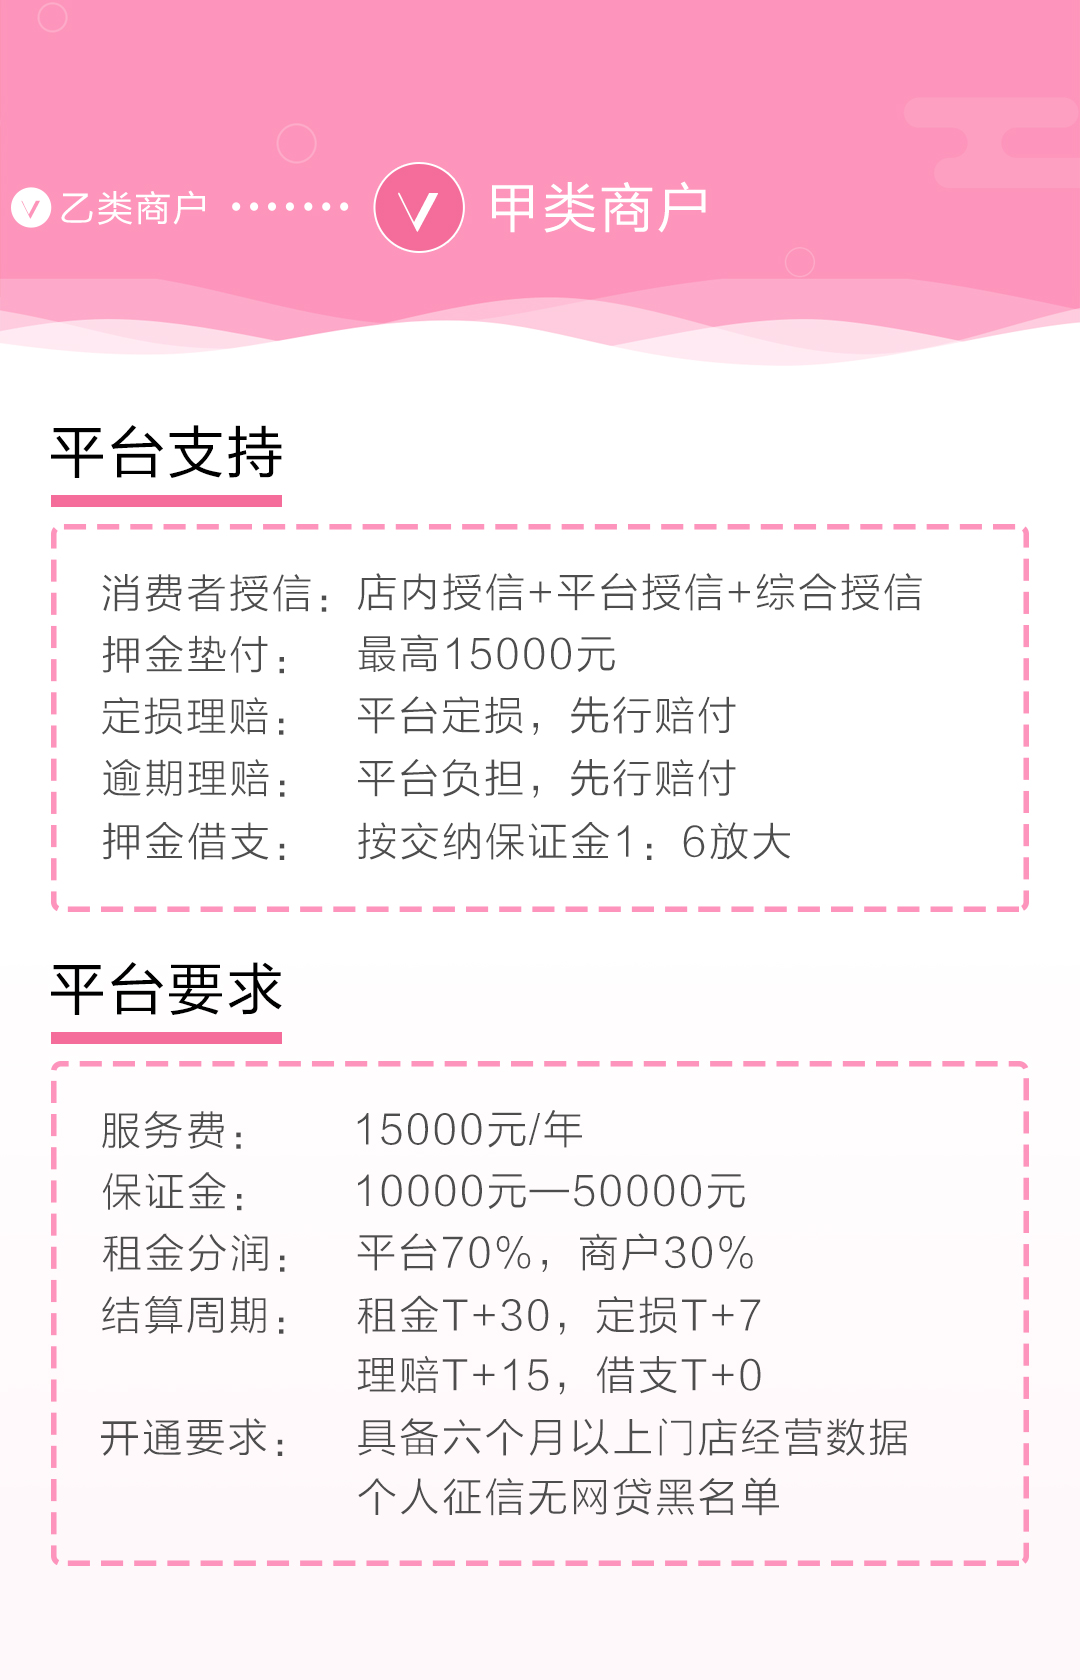 乙类商户 ······· 甲类商户
平台支持
消费者授信： 店内授信+平台授信+综合授信
押金垫付： 最高15000元
定损理赔： 平台定损，先行赔付
逾期理赔： 平台负担，先行赔付
押金借支： 按交纳保证金1：6放大
平台要求
服务费： 15000元/年
保证金： 10000元—50000元
租金分润： 平台70%，商户30%
结算周期： 租金T+30，定损T+7
理赔T+15，借支T+0
开通要求： 具备六个月以上门店经营数据
个人征信无网贷黑名单